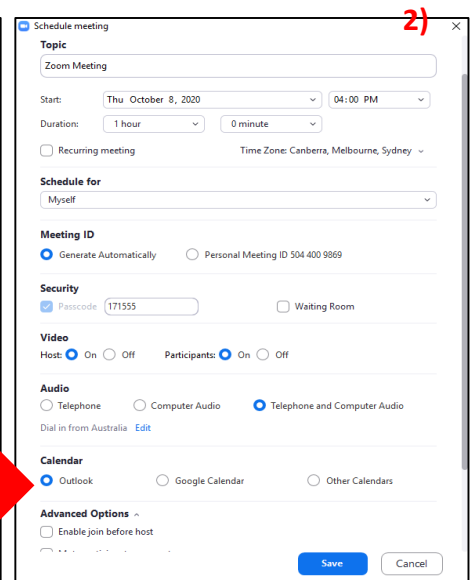 2)
Schedule meeting
Topic
Zoom Meeting
Start: Thu October 8, 2020 04:00 PM
Duration: 1 hour 0 minute
Recurring meeting Time Zone: Canberra, Melbourne, Sydney
Schedule for
Myself
Meeting ID
Generate Automatically Personal Meeting ID 504 400 9869
Security
Passcode 171555 Waiting Room
Video
Host: On Off Participants: On Off
Audio
Telephone Computer Audio Telephone and Computer Audio
Dial in from Australia Edit
Calendar
Outlook Google Calendar Other Calendars
Advanced Options
Enable join before host
Save Cancel